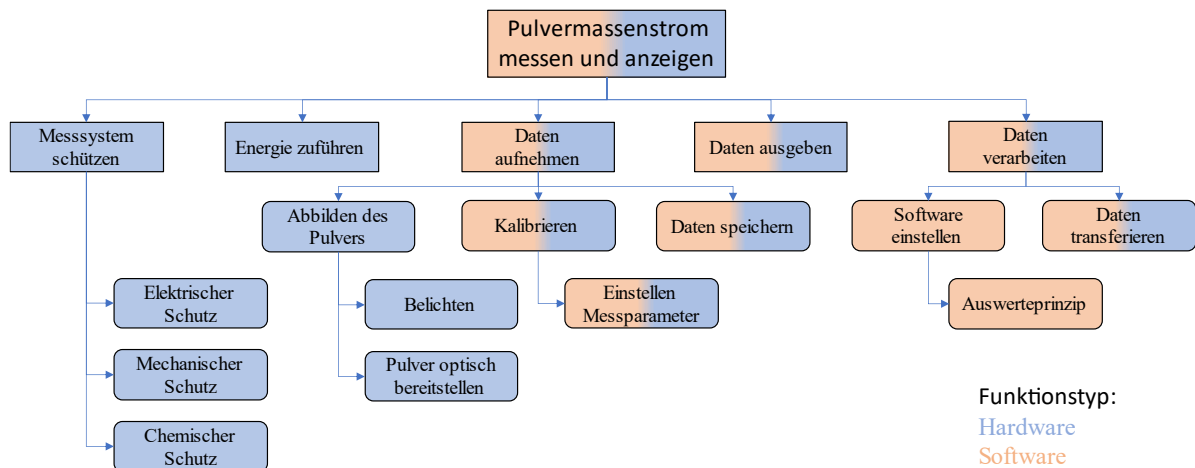 Pulvermassenstrom
messen und anzeigen
Messsystem
schützen
Energie zuführen
Daten
aufnehmen
Daten ausgeben
Daten
verarbeiten
Abbilden des
Pulvers
Kalibrieren
Daten speichern
Software
einstellen
Daten
transferieren
Elektrischer
Schutz
Belichten
Einstellen
Messparameter
Auswerteprinzip
Mechanischer
Schutz
Pulver optisch
bereitstellen
Chemischer
Schutz
Funktionstyp:
Hardware
Software